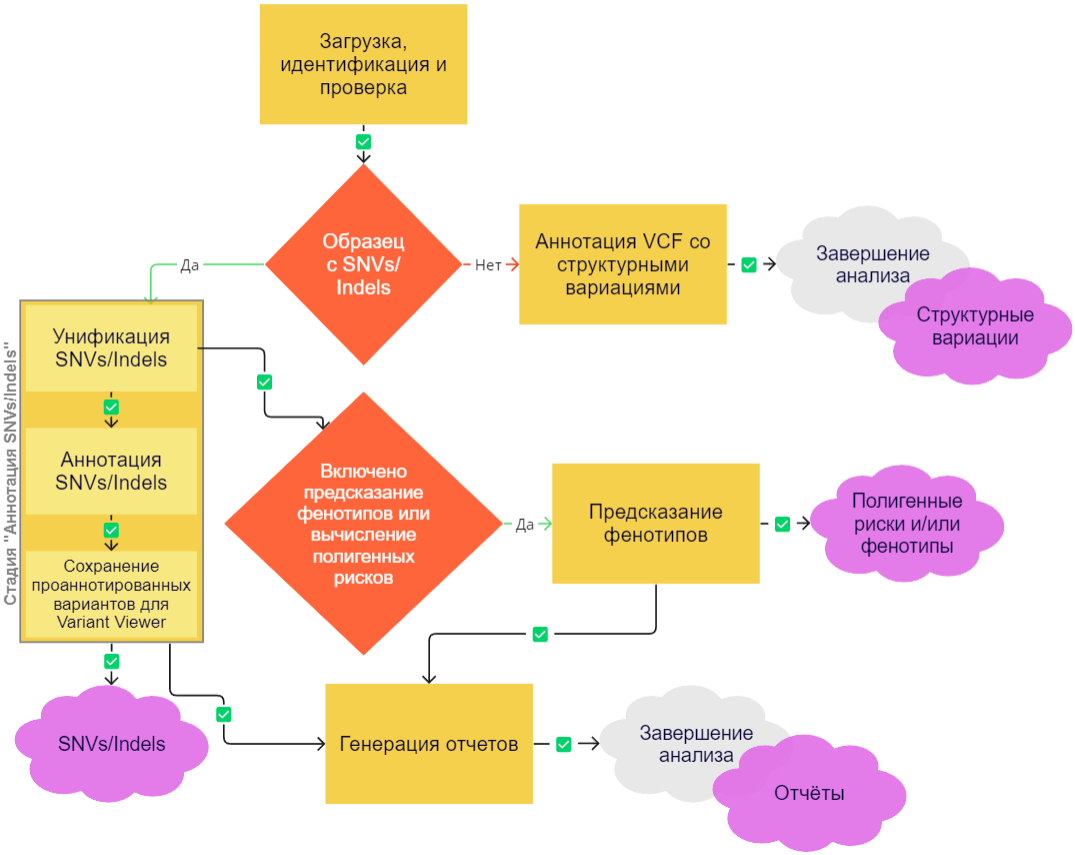 Загрузка,
идентификация и
проверка
Образец
с SNVs/
Indels
Да
Нет
Аннотация VCF со
структурными
вариациями
Завершение
анализа
Структурные
вариации
Стадия "Аннотация SNVs/Indels"
Унификация
SNVs/Indels
Аннотация
SNVs/Indels
Сохранение
проаннотированных
вариантов для
Variant Viewer
SNVs/Indels
Включено
предсказание
фенотипов или
вычисление
полигенных
рисков
Да
Предсказание
фенотипов
Полигенные
риски и/или
фенотипы
Генерация отчетов
Завершение
анализа
Отчёты